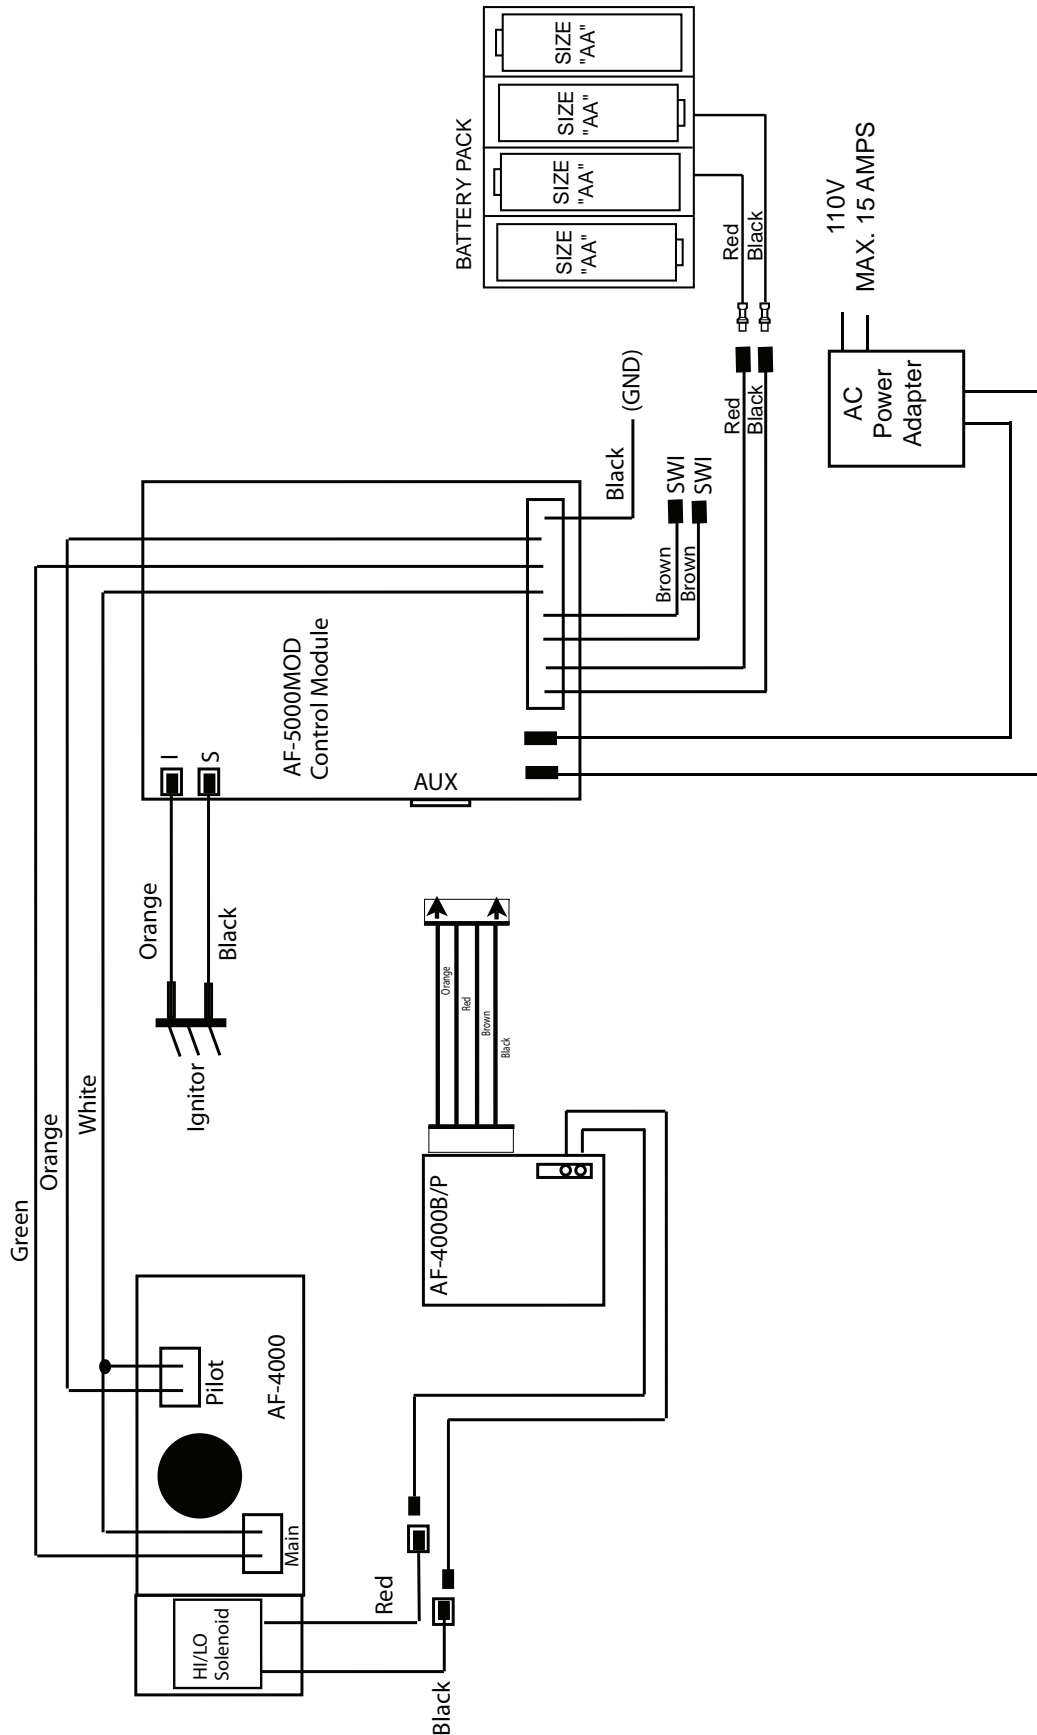 BATTERY PACK
SIZE
"AA"
SIZE
"AA"
SIZE
"AA"
SIZE
"AA"
Red
Black
110V
MAX. 15 AMPS
AC
Power
Adapter
Red
Black
(GND)
Black
SWI
SWI
Brown
Brown
AF-5000MOD
Control Module
I
S
AUX
Orange
Black
Ignitor
Green
Orange
White
Orange
Red
Brown
Black
AF-4000B/P
Pilot
AF-4000
Main
HI/LO
Solenoid
Red
Black